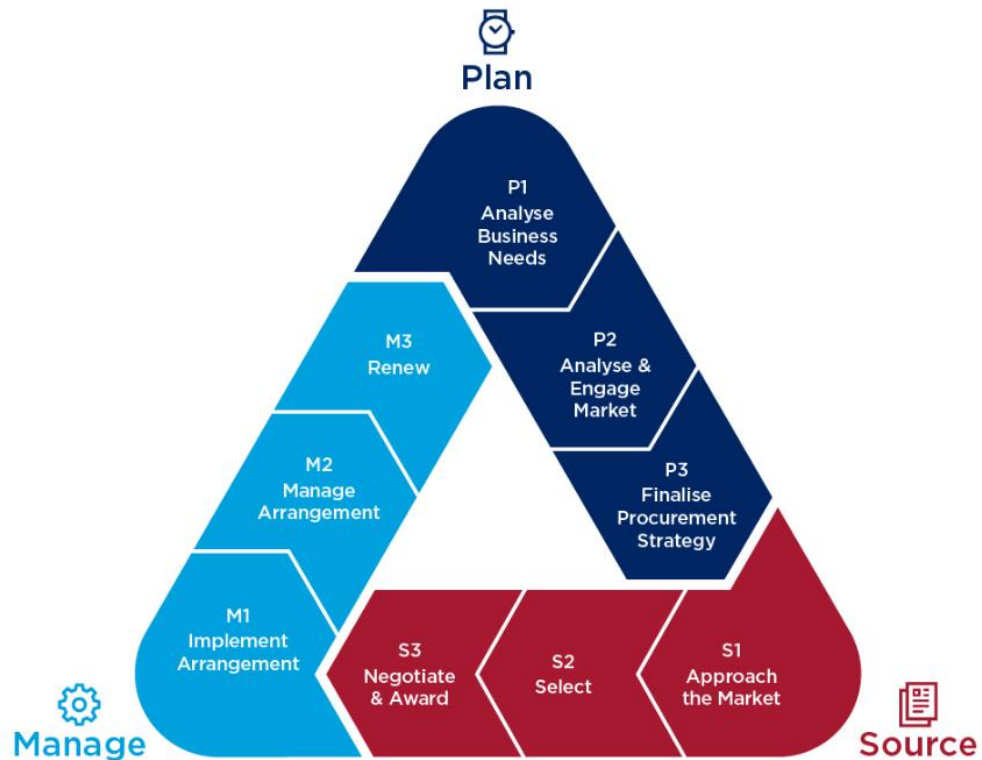 Plan
P1
Analyse
Business
Needs
P2
Analyse &
Engage
Market
P3
Finalise
Procurement
Strategy
Source
S1
Approach
the Market
S2
Select
S3
Negotiate
& Award
Manage
M1
Implement
Arrangement
M2
Manage
Arrangement
M3
Renew